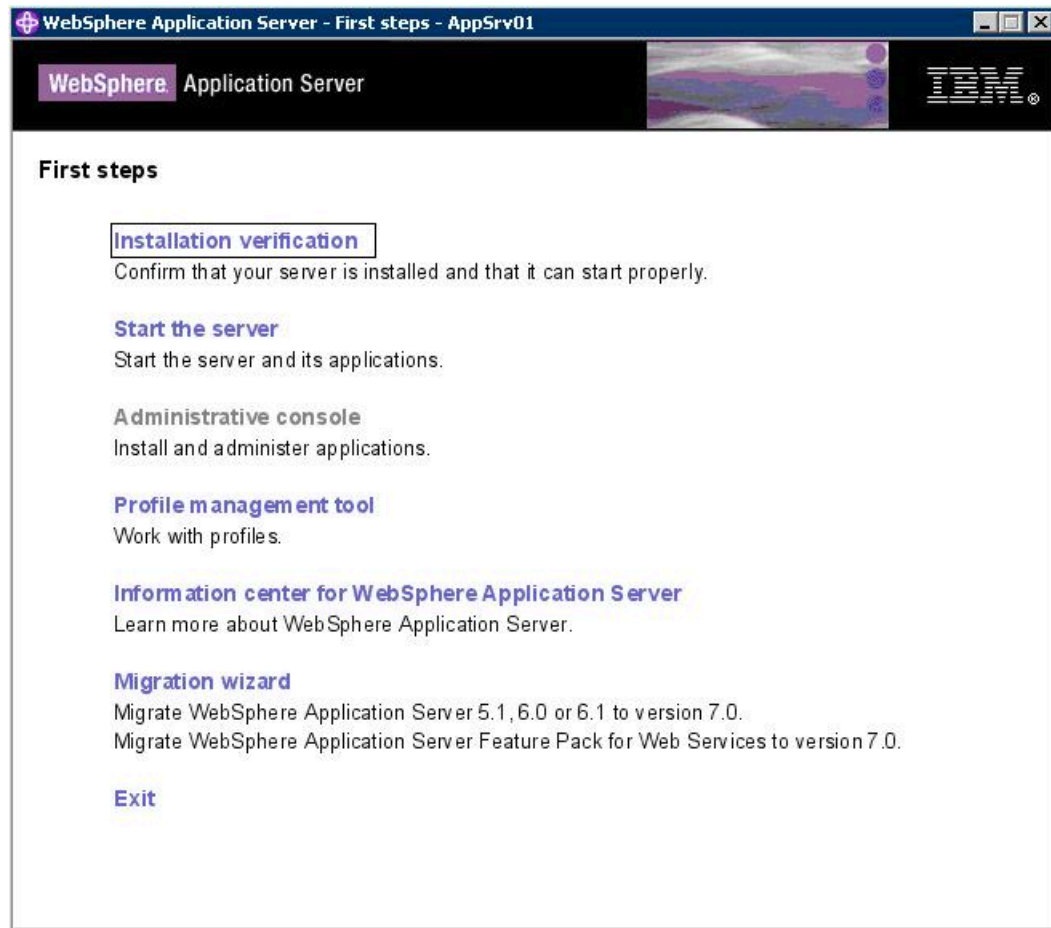 WebSphere Application Server - First steps - AppSrv01
WebSphere. Application Server
IBM®
First steps
Installation verification
Confirm that your server is installed and that it can start properly.
Start the server
Start the server and its applications.
Administrative console
Install and administer applications.
Profile management tool
Work with profiles.
Information center for WebSphere Application Server
Learn more about WebSphere Application Server.
Migration wizard
Migrate WebSphere Application Server 5.1, 6.0 or 6.1 to version 7.0.
Migrate WebSphere Application Server Feature Pack for Web Services to version 7.0.
Exit